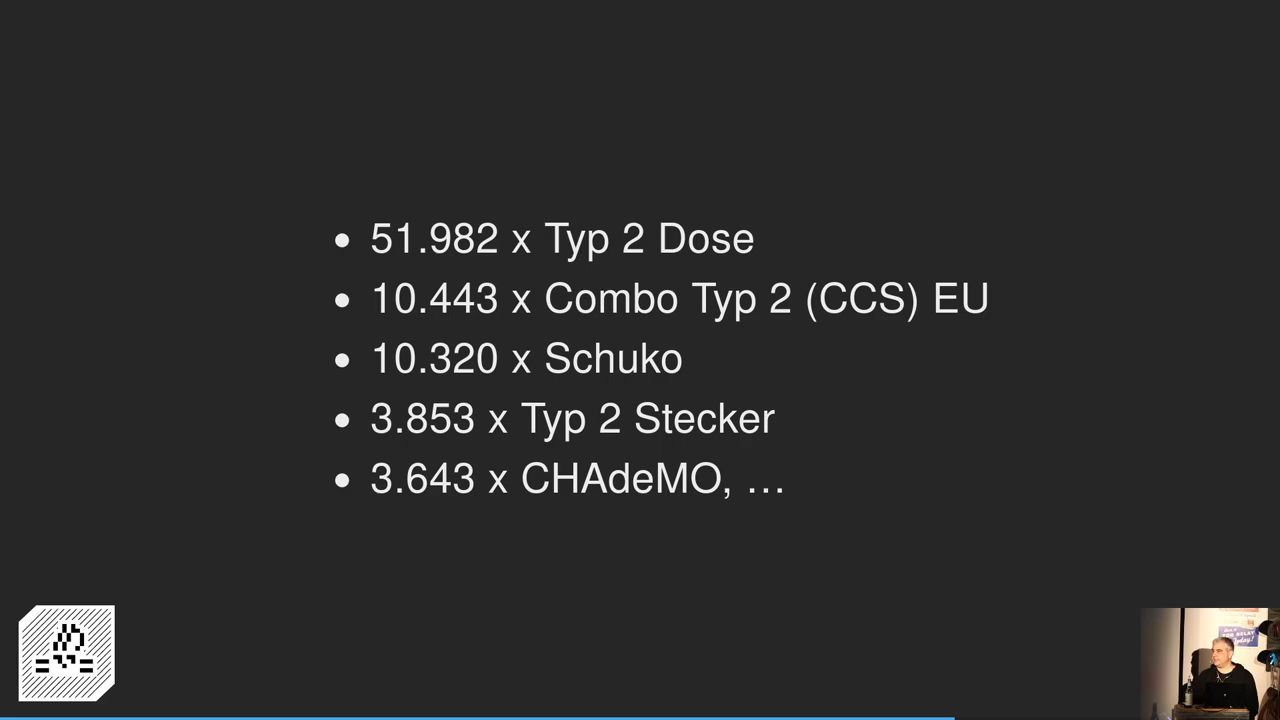 51.982 x Typ 2 Dose
10.443 x Combo Typ 2 (CCS) EU
10.320 x Schuko
3.853 x Typ 2 Stecker
3.643 x CHAdeMO, …